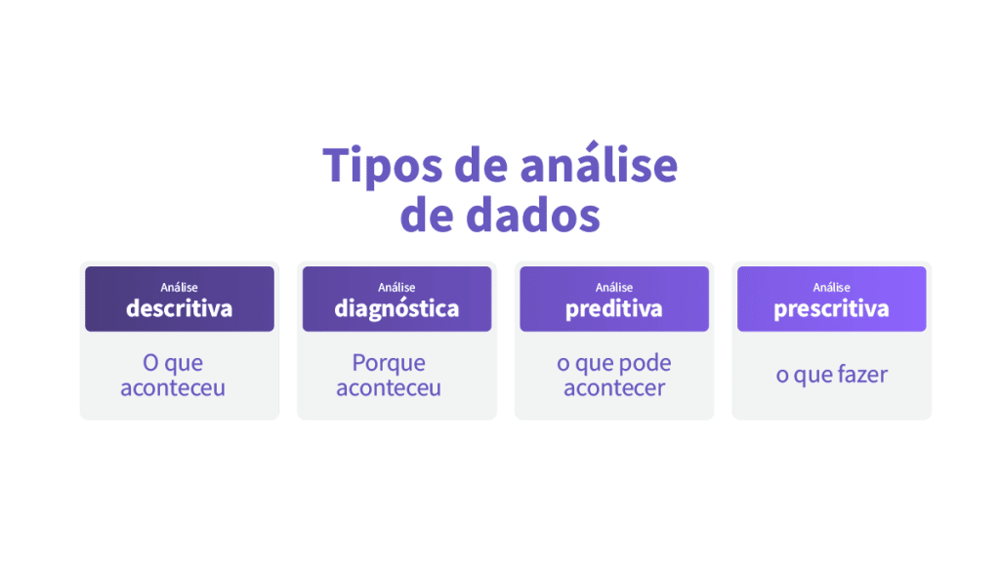 Tipos de análise
de dados
Análise
descritiva
O que
aconteceu
Análise
diagnóstica
Porque
aconteceu
Análise
preditiva
o que pode
acontecer
Análise
prescritiva
o que fazer